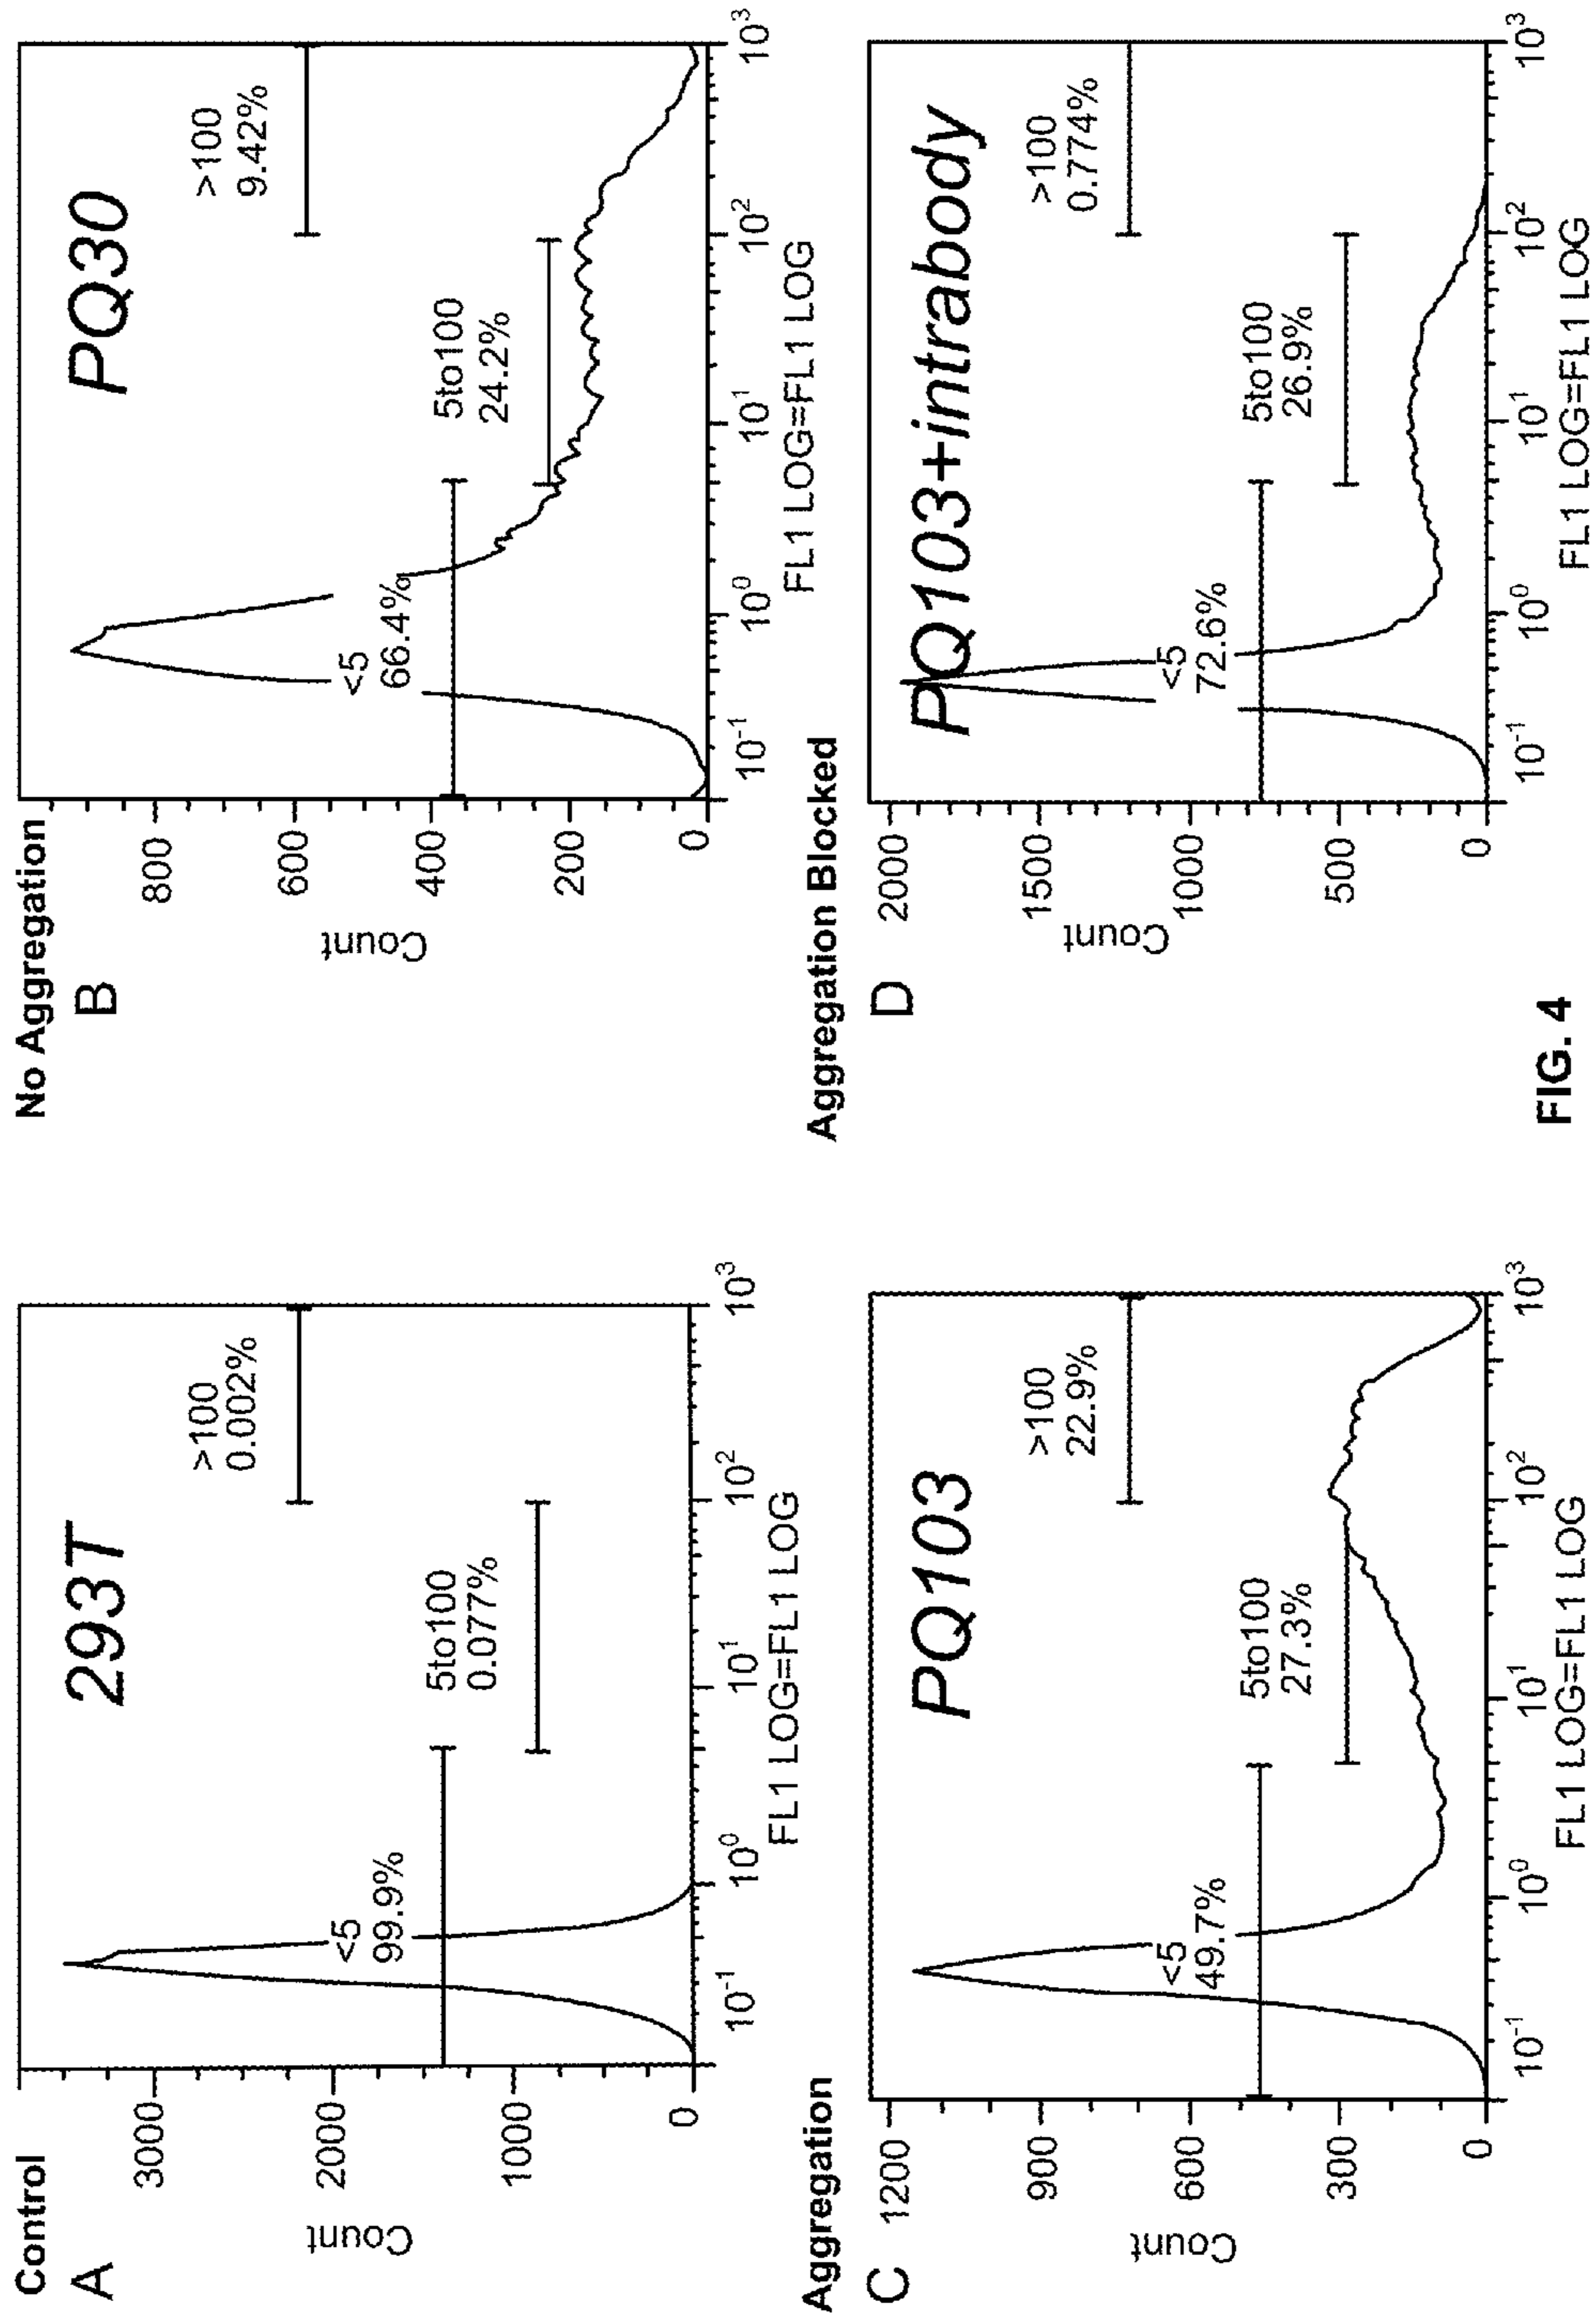 Control
A
293T
3000
2000
1000
0
Count
<5
99.9%
5to100
0.077%
>100
0.002%
10-1
100
101
102
103
FL1 LOG=FL1 LOG
No Aggregation
B
PQ30
800
600
400
200
0
Count
<5
66.4%
5to100
24.2%
>100
9.42%
10-1
100
101
102
103
FL1 LOG=FL1 LOG
Aggregation
C
PQ103
1200
900
600
300
0
Count
<5
49.7%
5to100
27.3%
>100
22.9%
10-1
100
101
102
103
FL1 LOG=FL1 LOG
Aggregation Blocked
D
PQ103+intrabody
2000
1500
1000
500
0
Count
<5
72.6%
5to100
26.9%
>100
0.774%
10-1
100
101
102
103
FL1 LOG=FL1 LOG
FIG. 4